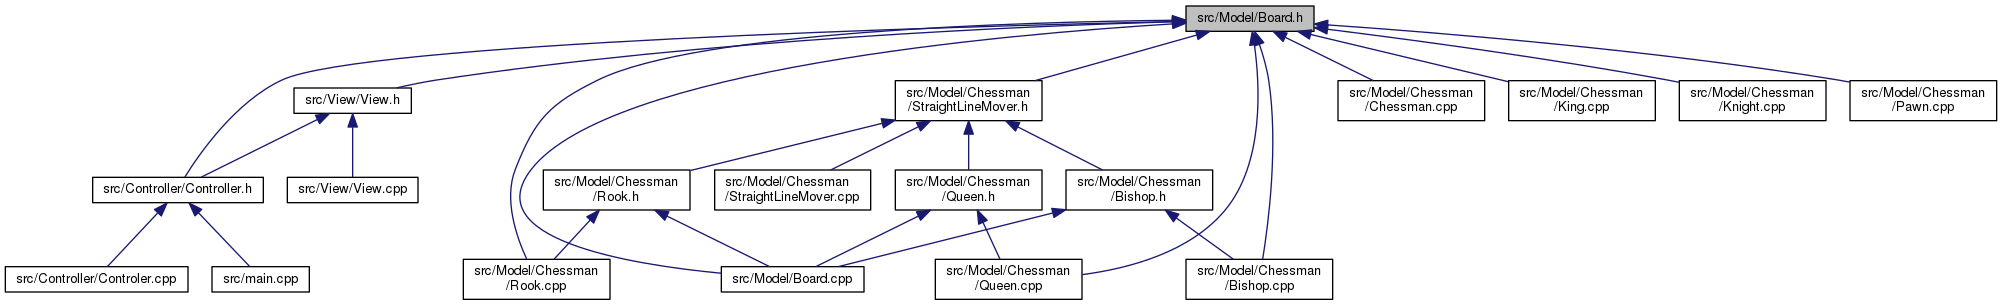 src/Model/Board.h
src/View/View.h
src/Model/Chessman
/StraightLineMover.h
src/Model/Chessman
/Chessman.cpp
src/Model/Chessman
/King.cpp
src/Model/Chessman
/Knight.cpp
src/Model/Chessman
/Pawn.cpp
src/Controller/Controller.h
src/View/View.cpp
src/Model/Chessman
/Rook.h
src/Model/Chessman
/StraightLineMover.cpp
src/Model/Chessman
/Queen.h
src/Model/Chessman
/Bishop.h
src/Controller/Controler.cpp
src/main.cpp
src/Model/Chessman
/Rook.cpp
src/Model/Board.cpp
src/Model/Chessman
/Queen.cpp
src/Model/Chessman
/Bishop.cpp